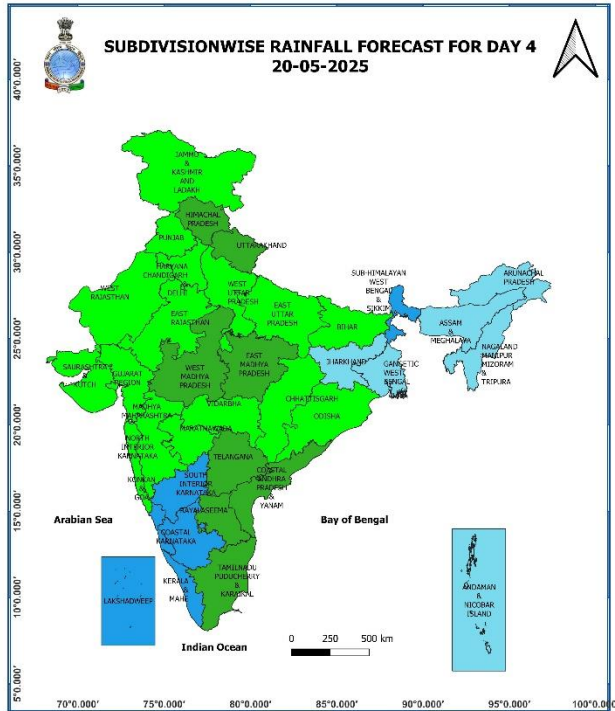 SUBDIVISIONWISE RAINFALL FORECAST FOR DAY 4
20-05-2025
40°0.000'
35°0.000'
30°0.000'
25°0.000'
20°0.000'
15°0.000'
10°0.000'
5°0.000'
JAMMU
&
KASHMIR
AND
LADAKH
HIMACHAL
PRADESH
PUNJAB
UTTARAKHAND
HARYANA
CHANDIGARH
&
DELHI
WEST
RAJASTHAN
WEST
UTTAR
PRADESH
EAST
RAJASTHAN
EAST
UTTAR
PRADESH
SUB-HIMALAYAN
WEST
BENGAL
&
SIKKIM
ARUNACHAL
PRADESH
BIHAR
ASSAM
&
MEGHALAYA
NAGALAND
MANIPUR
MIZORAM
&
TRIPURA
SAURASHTRA
&
KUTCH
GUJARAT
REGION
WEST
MADHYA
PRADESH
EAST
MADHYA
PRADESH
JHARKHAND
GANGETIC
WEST
BENGAL
VIDARBHA
CHHATTISGARH
ODISHA
MADHYA
MAHARASHTRA
MARATHAWADA
NORTH
INTERIOR
KARNATAKA
TELANGANA
KONKAN
&
GOA
SOUTH
INTERIOR
KARNATAKA
COASTAL
ANDHRA
PRADESH
&
YANAM
RAYALASEEMA
Arabian Sea
Bay of Bengal
COASTAL
KARNATAKA
LAKSHADWEEP
KERALA
&
MAHE
TAMILNADU
PUDUCHERRY
&
KARAIKAL
ANDAMAN
&
NICOBAR
ISLAND
Indian Ocean
0 250 500 km
70°0.000' 75°0.000' 80°0.000' 85°0.000' 90°0.000' 95°0.000' 100°0.000'